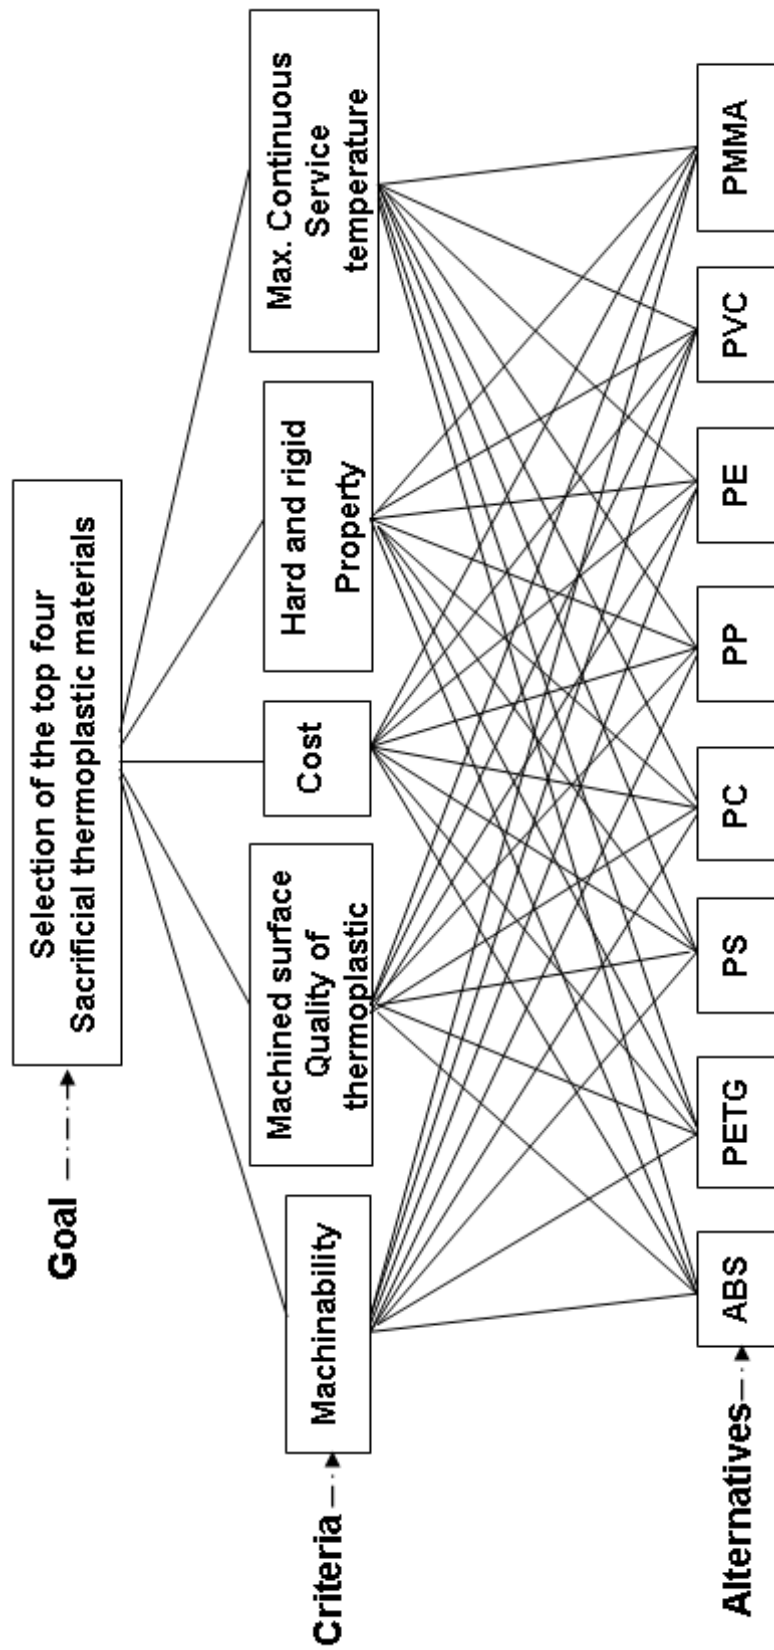 Goal
Selection of the top four
Sacrificial thermoplastic materials
Criteria
Machinability
Machined surface
Quality of
thermoplastic
Cost
Hard and rigid
Property
Max. Continuous
Service
temperature
Alternatives
ABS
PETG
PS
PC
PP
PE
PVC
PMMA